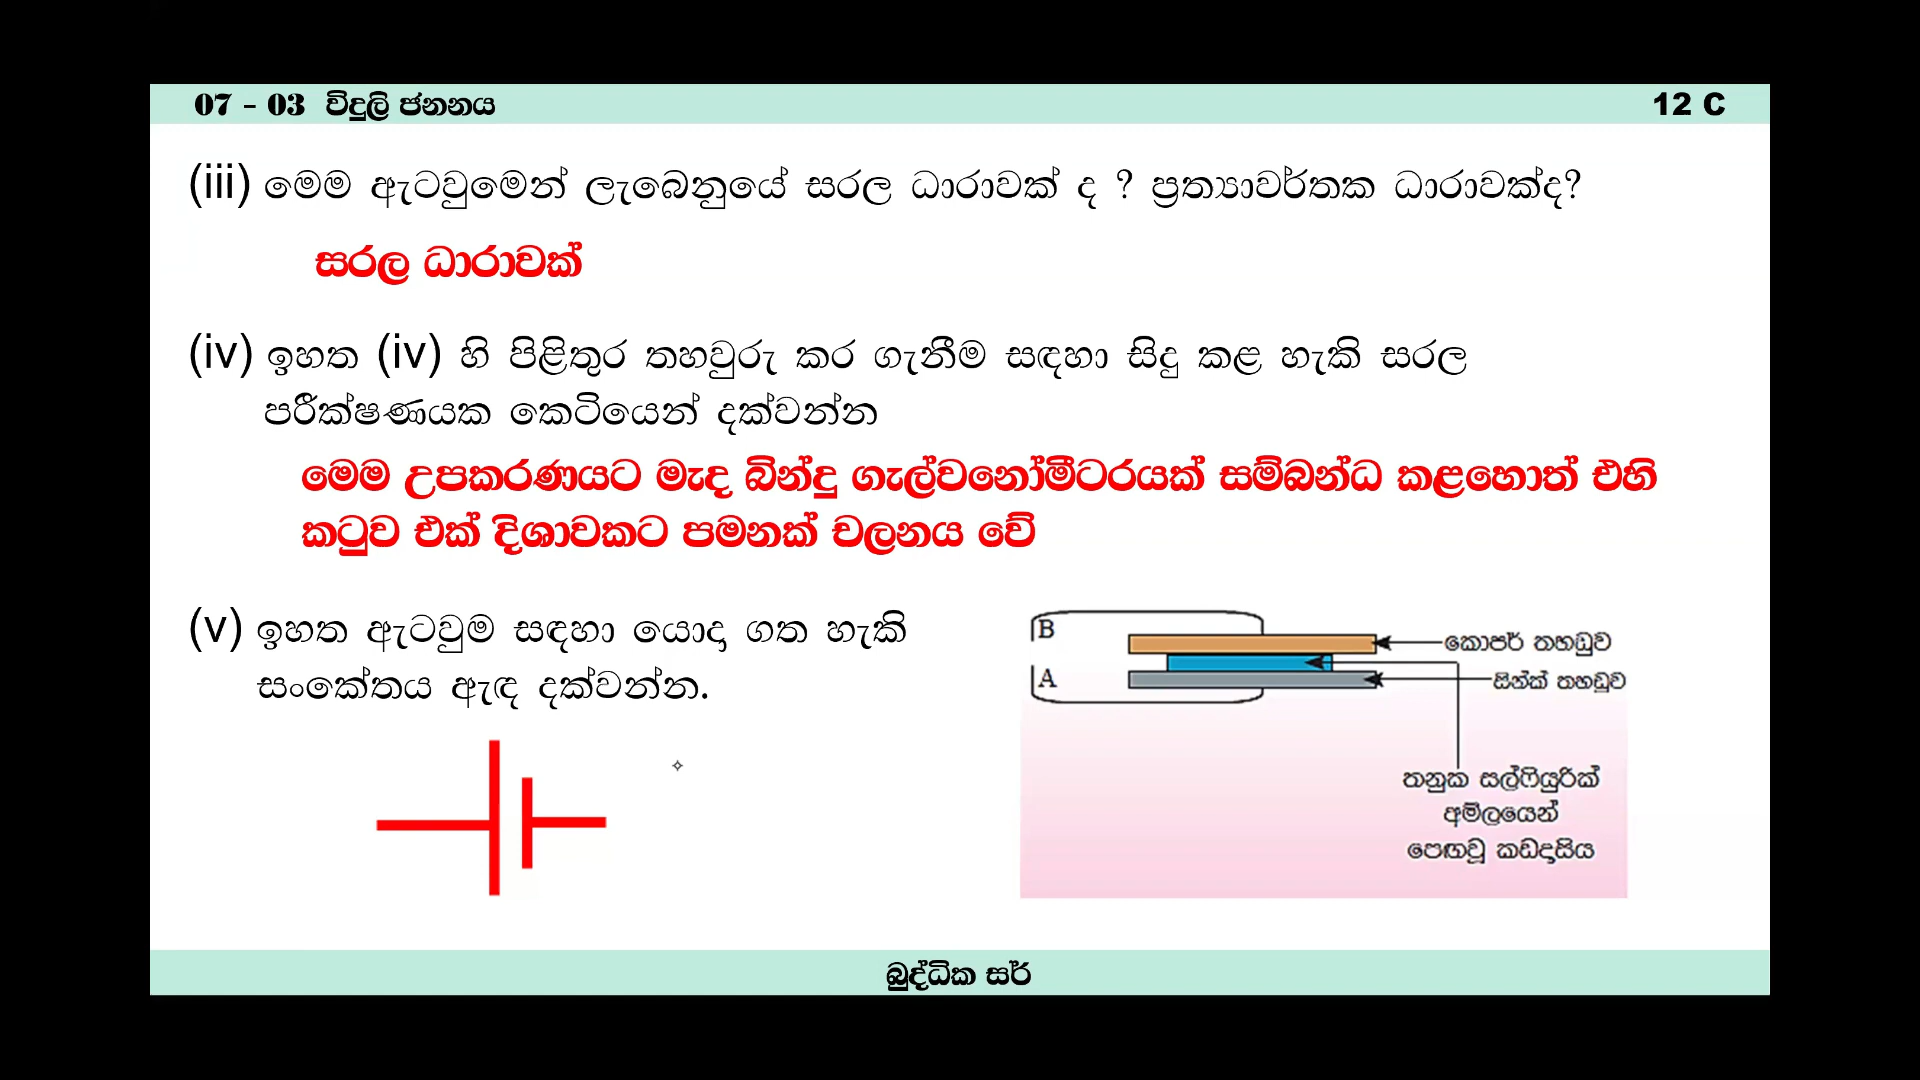 07 - 03 විදුලි ජනනය
12 C
(iii) මෙම ඇටවුමෙන් ලැබෙනුයේ සරල ධාරාවක් ද ? ප්‍රත්‍යාවර්තක ධාරාවක්ද?
සරල ධාරාවක්
(iv) ඉහත (iv) හි පිළිතුර තහවුරු කර ගැනීම සඳහා සිදු කළ හැකි සරල
පරීක්ෂණයක කෙටියෙන් දක්වන්න
මෙම උපකරණයට මැද බින්දු ගැල්වනෝමීටරයක් සම්බන්ධ කළහොත් එහි
කටුව එක් දිශාවකට පමනක් චලනය වේ
(v) ඉහත ඇටවුම සඳහා යොදා ගත හැකි
සංකේතය ඇඳ දක්වන්න.
B
කොපර් තහඩුව
A
සින්ක් තහඩුව
තනුක සල්ෆියුරික්
අම්ලයෙන්
පෙඟවූ කඩදාසිය
බුද්ධික සර්